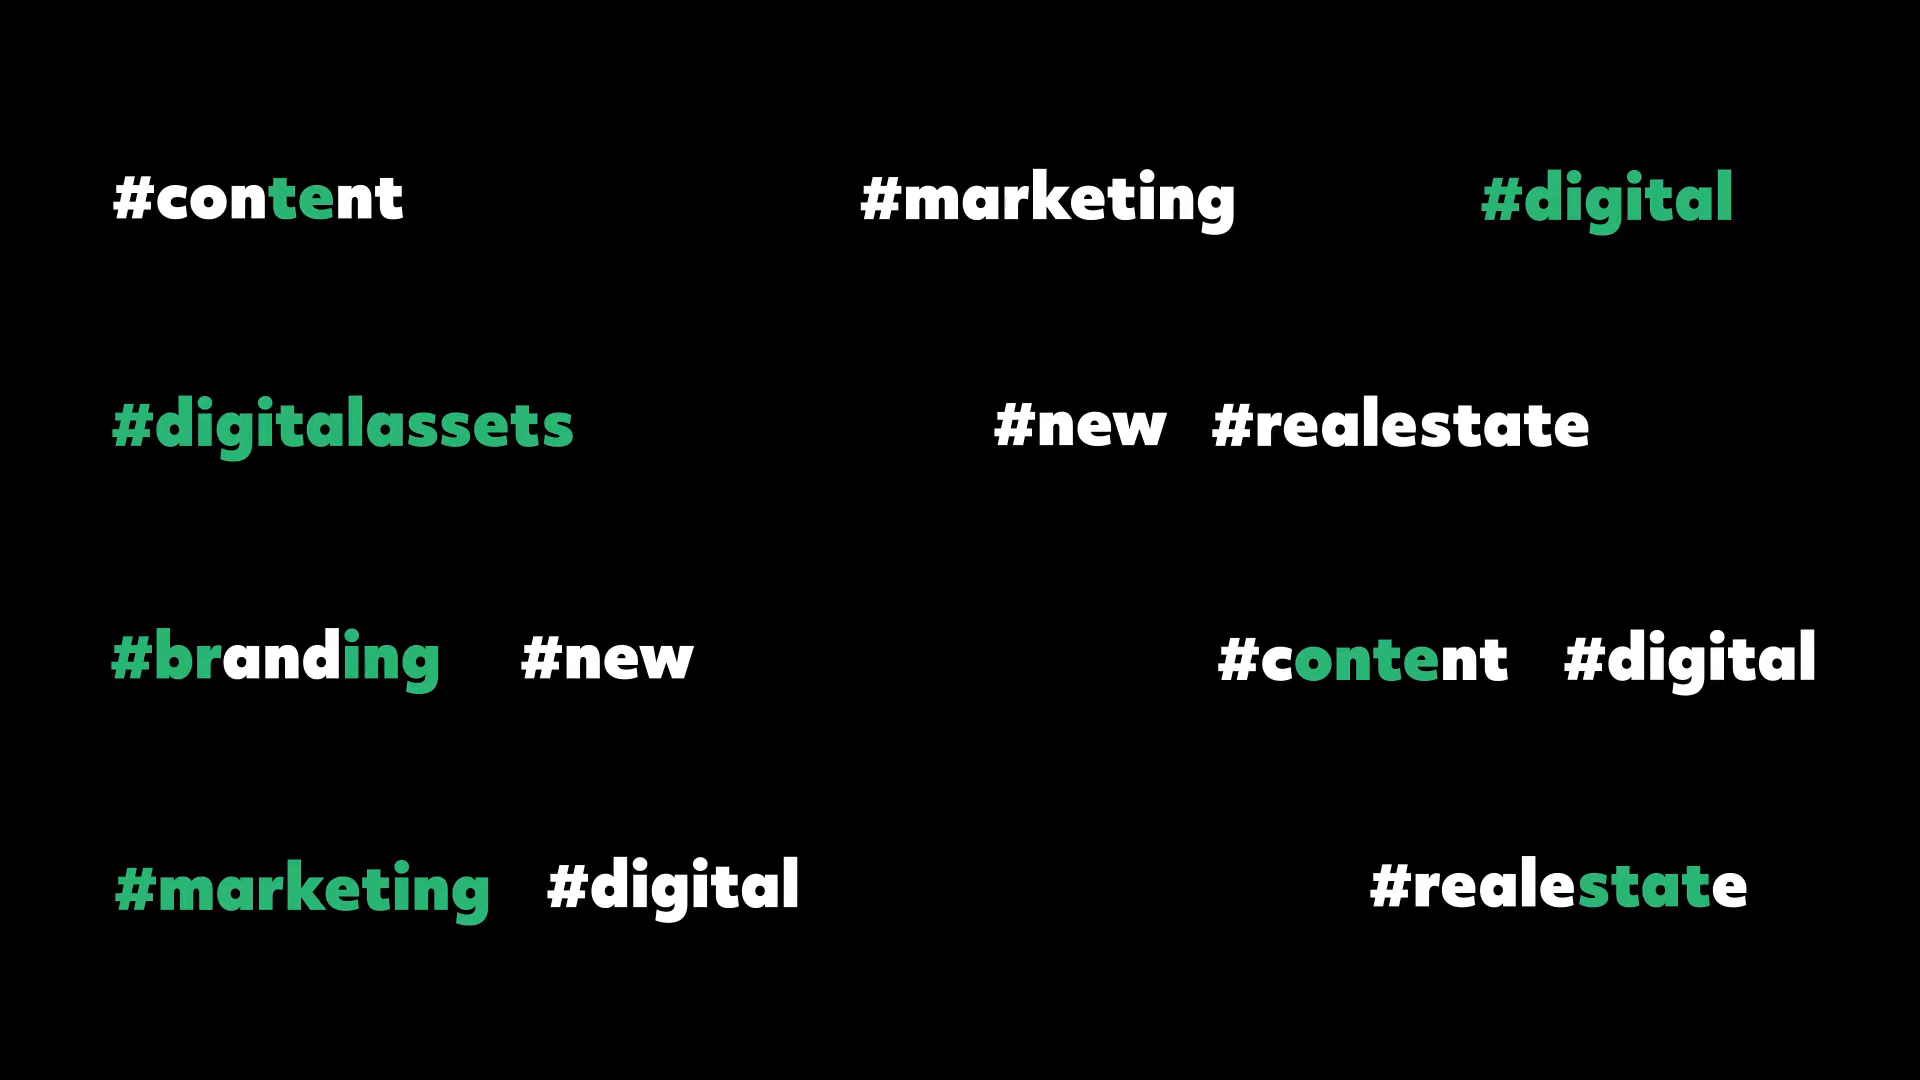 #content #marketing #digital
#digitalassets #new #realestate
#branding #new #content #digital
#marketing #digital #realestate